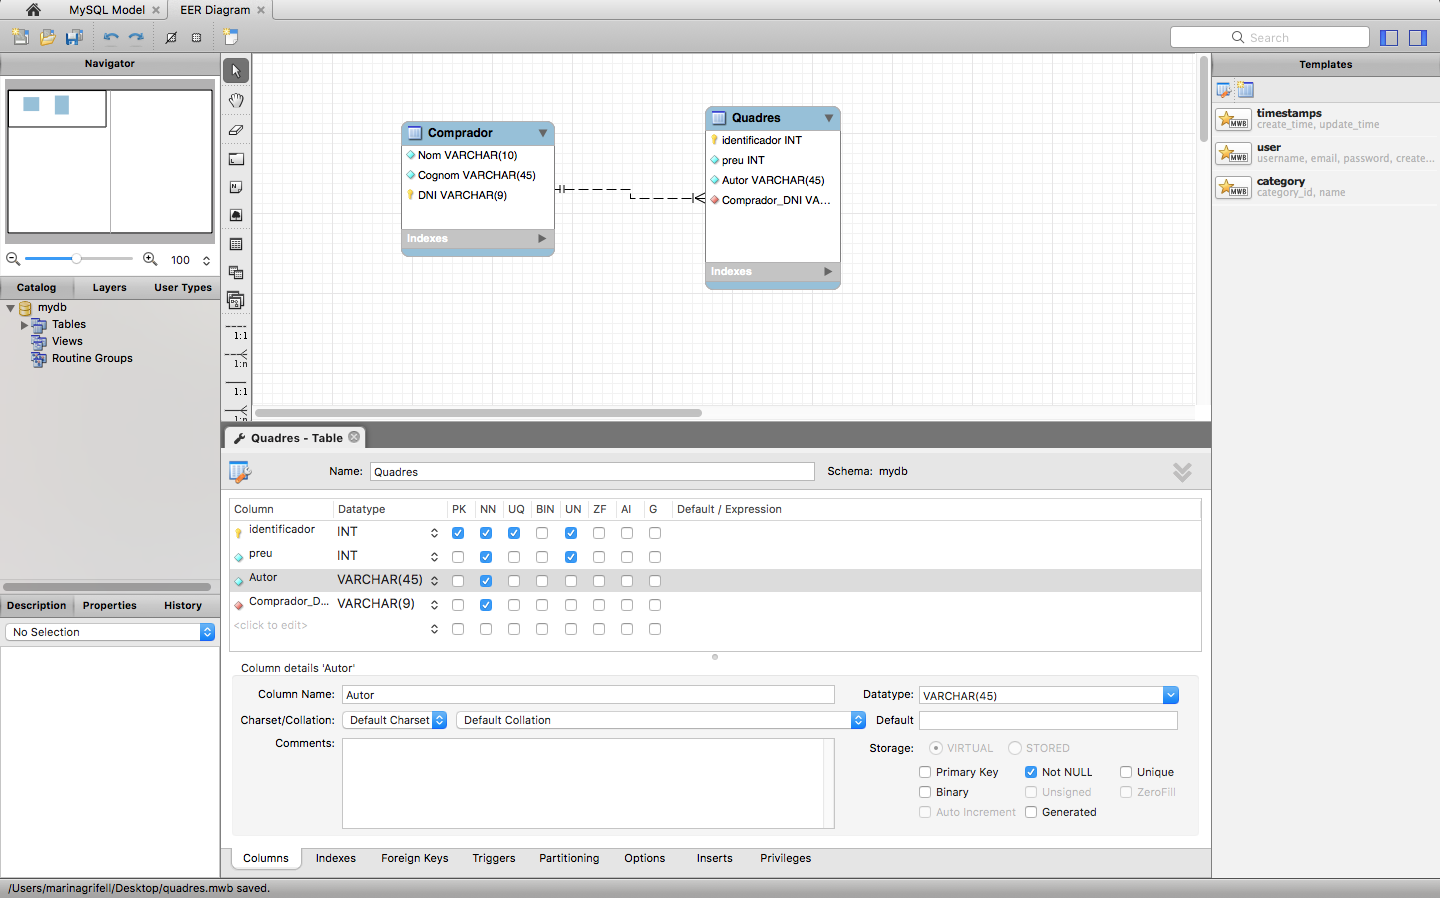 MySQL Model
EER Diagram
Search
Navigator
100
Catalog Layers User Types
mydb
Tables
Views
Routine Groups
Description Properties History
No Selection
1:1
1:n
1:1
1:n
Comprador
Nom VARCHAR(10)
Cognom VARCHAR(45)
DNI VARCHAR(9)
Indexes
Quadres
identificador INT
preu INT
Autor VARCHAR(45)
Comprador_DNI VA...
Indexes
Templates
timestamps
create_time, update_time
user
username, email, password, create...
category
category_id, name
Quadres - Table
Name: Quadres Schema: mydb
Column Datatype PK NN UQ BIN UN ZF AI G Default / Expression
identificador INT
preu INT
Autor VARCHAR(45)
Comprador_D... VARCHAR(9)
<click to edit>
Column details 'Autor'
Column Name: Autor Datatype: VARCHAR(45)
Charset/Collation: Default Charset Default Collation Default
Comments:
Storage: VIRTUAL STORED
Primary Key Not NULL Unique
Binary Unsigned ZeroFill
Auto Increment Generated
Columns Indexes Foreign Keys Triggers Partitioning Options Inserts Privileges
/Users/marinagrifell/Desktop/quadres.mwb saved.